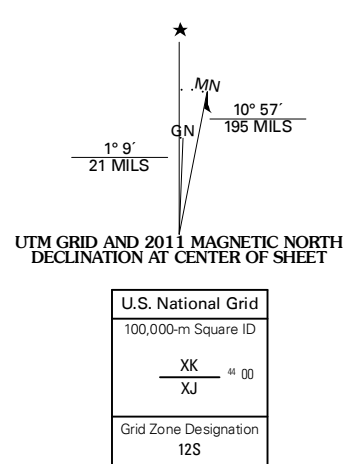 MN
10° 57´
195 MILS
GN
1° 9´
21 MILS
UTM GRID AND 2011 MAGNETIC NORTH
DECLINATION AT CENTER OF SHEET
U.S. National Grid
100,000-m Square ID
XK
44 00
XJ
Grid Zone Designation
12S